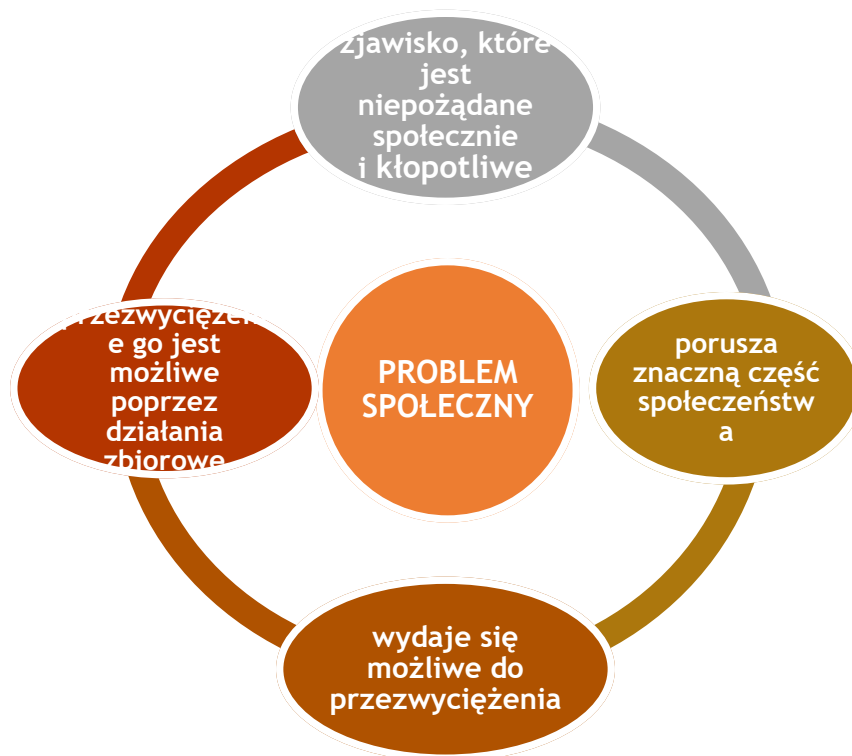 zjawisko, które
jest
niepożądane
społecznie
i kłopotliwe
PROBLEM
SPOŁECZNY
porusza
znaczną część
społeczeństw
a
wydaje się
możliwe do
przezwyciężenia
przezwyciężeni
e go jest
możliwe
poprzez
działania
zbiorowe